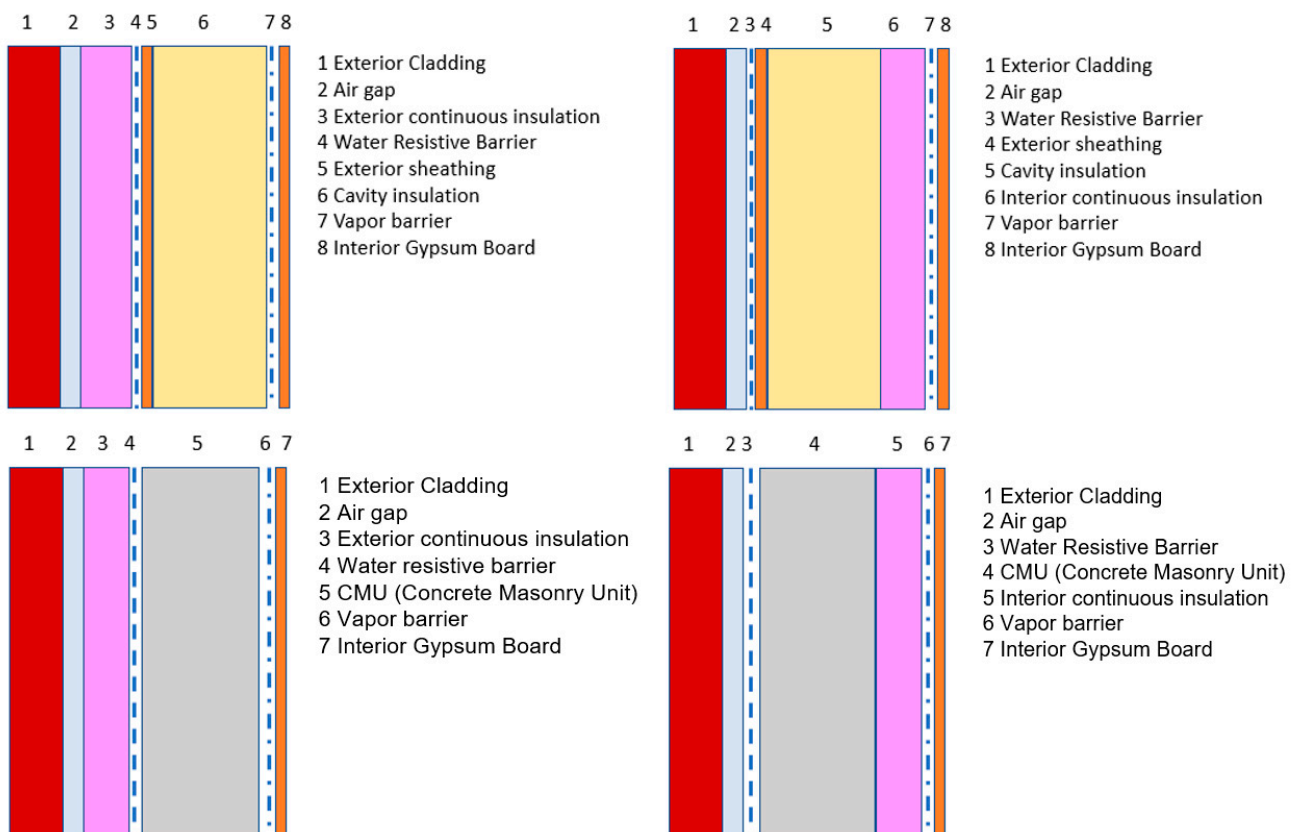 1 2 3 4 5 6 7 8
1 Exterior Cladding
2 Air gap
3 Exterior continuous insulation
4 Water Resistive Barrier
5 Exterior sheathing
6 Cavity insulation
7 Vapor barrier
8 Interior Gypsum Board
1 2 3 4 5 6 7 8
1 Exterior Cladding
2 Air gap
3 Water Resistive Barrier
4 Exterior sheathing
5 Cavity insulation
6 Interior continuous insulation
7 Vapor barrier
8 Interior Gypsum Board
1 2 3 4 5 6 7
1 Exterior Cladding
2 Air gap
3 Exterior continuous insulation
4 Water resistive barrier
5 CMU (Concrete Masonry Unit)
6 Vapor barrier
7 Interior Gypsum Board
1 2 3 4 5 6 7
1 Exterior Cladding
2 Air gap
3 Water Resistive Barrier
4 CMU (Concrete Masonry Unit)
5 Interior continuous insulation
6 Vapor barrier
7 Interior Gypsum Board